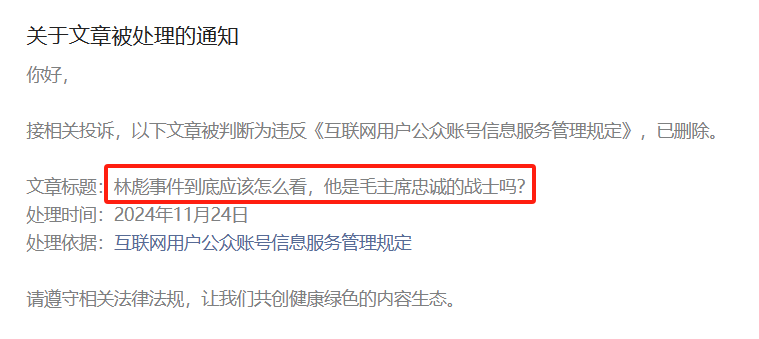 关于文章被处理的通知
你好，
接相关投诉，以下文章被判断为违反《互联网用户公众账号信息服务管理规定》，已删除。
文章标题：林彪事件到底应该怎么看，他是毛主席忠诚的战士吗？
处理时间：2024年11月24日
处理依据：互联网用户公众账号信息服务管理规定
请遵守相关法律法规，让我们共创健康绿色的内容生态。